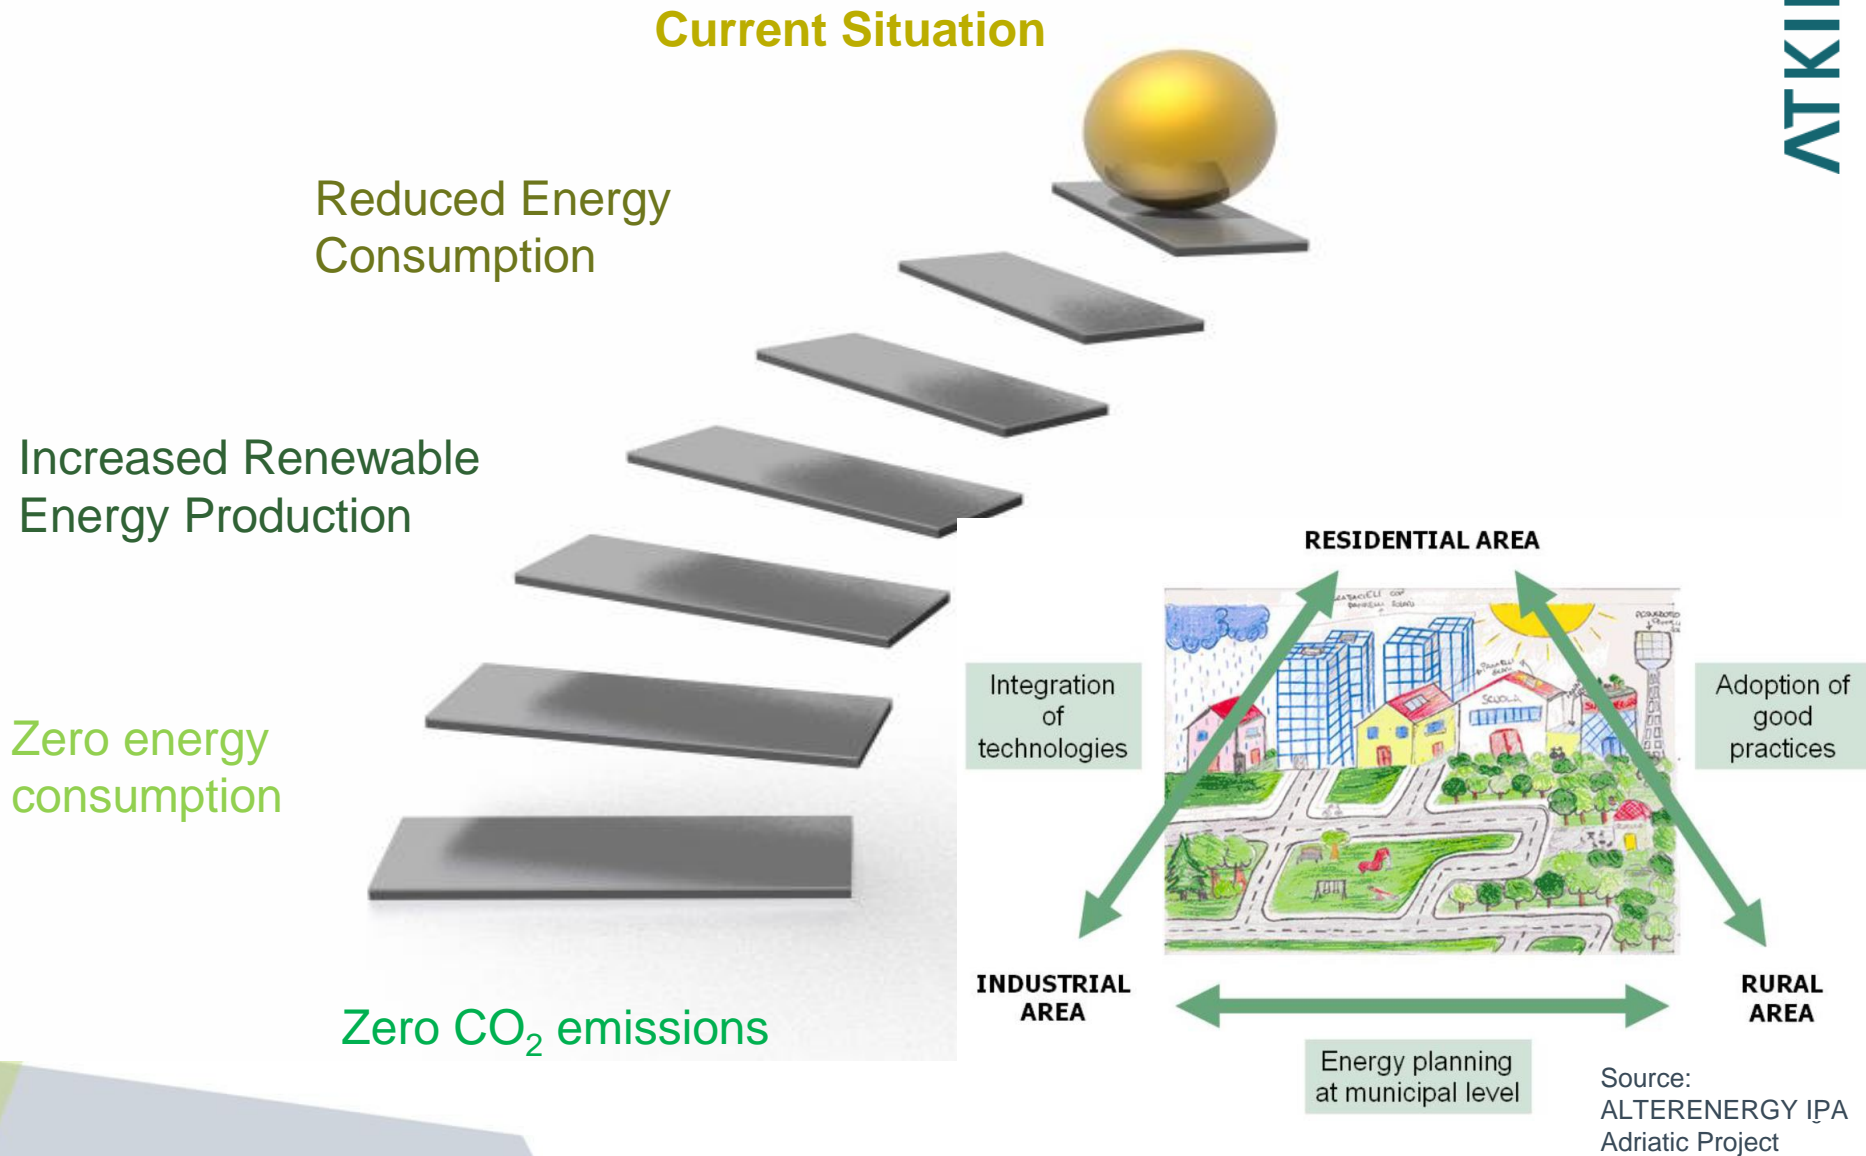 Current Situation
ATKI
Reduced Energy
Consumption
Increased Renewable
Energy Production
Zero energy
consumption
Zero CO₂ emissions
RESIDENTIAL AREA
Integration
of
technologies
Adoption of
good
practices
SCUOLA
INDUSTRIAL
AREA
RURAL
AREA
Energy planning
at municipal level
Source:
ALTERENERGY IPA
Adriatic Project